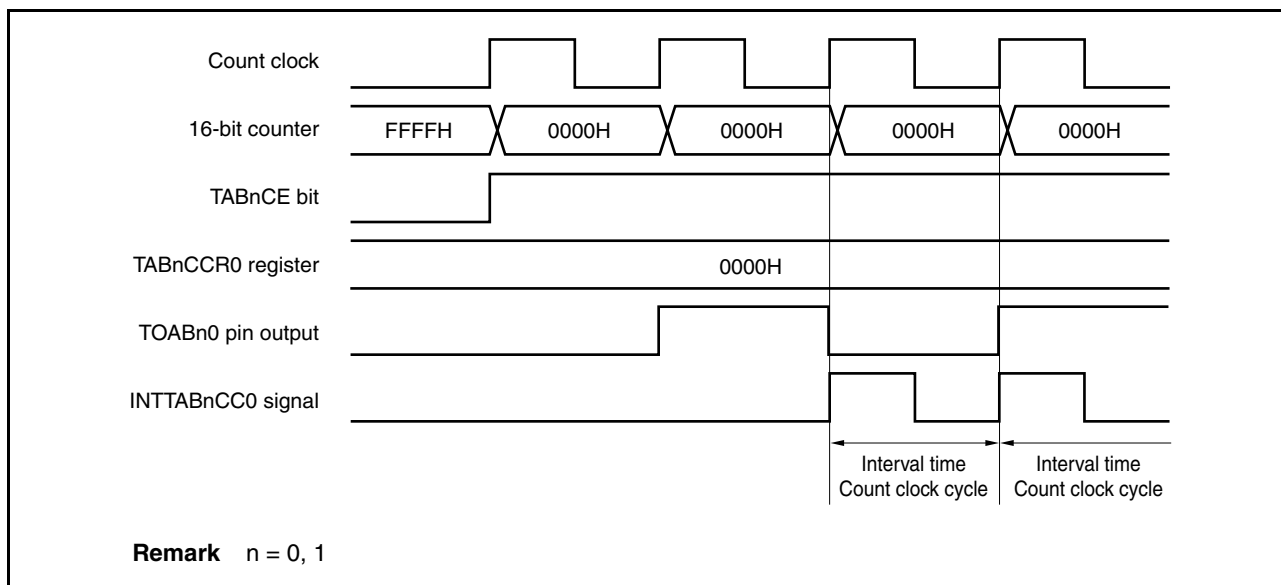 Count clock
16-bit counter
FFFFH
0000H
0000H
0000H
0000H
TABnCE bit
TABnCCR0 register
0000H
TOABn0 pin output
INTTABnCC0 signal
Interval time
Count clock cycle
Interval time
Count clock cycle
Remark n = 0, 1